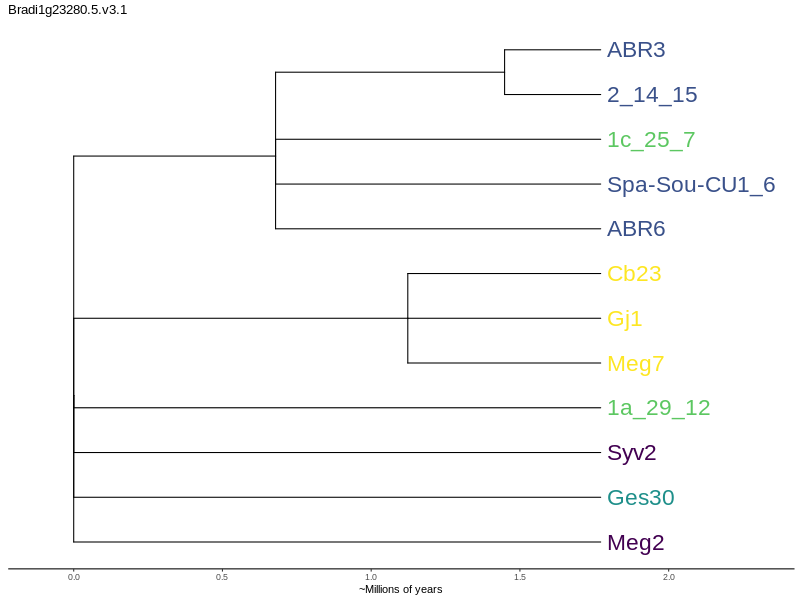 Bradi1g23280.5.v3.1
ABR3
2_14_15
1c_25_7
Spa-Sou-CU1_6
ABR6
Cb23
Gj1
Meg7
1a_29_12
Syv2
Ges30
Meg2
0.0 0.5 1.0 1.5 2.0
~Millions of years